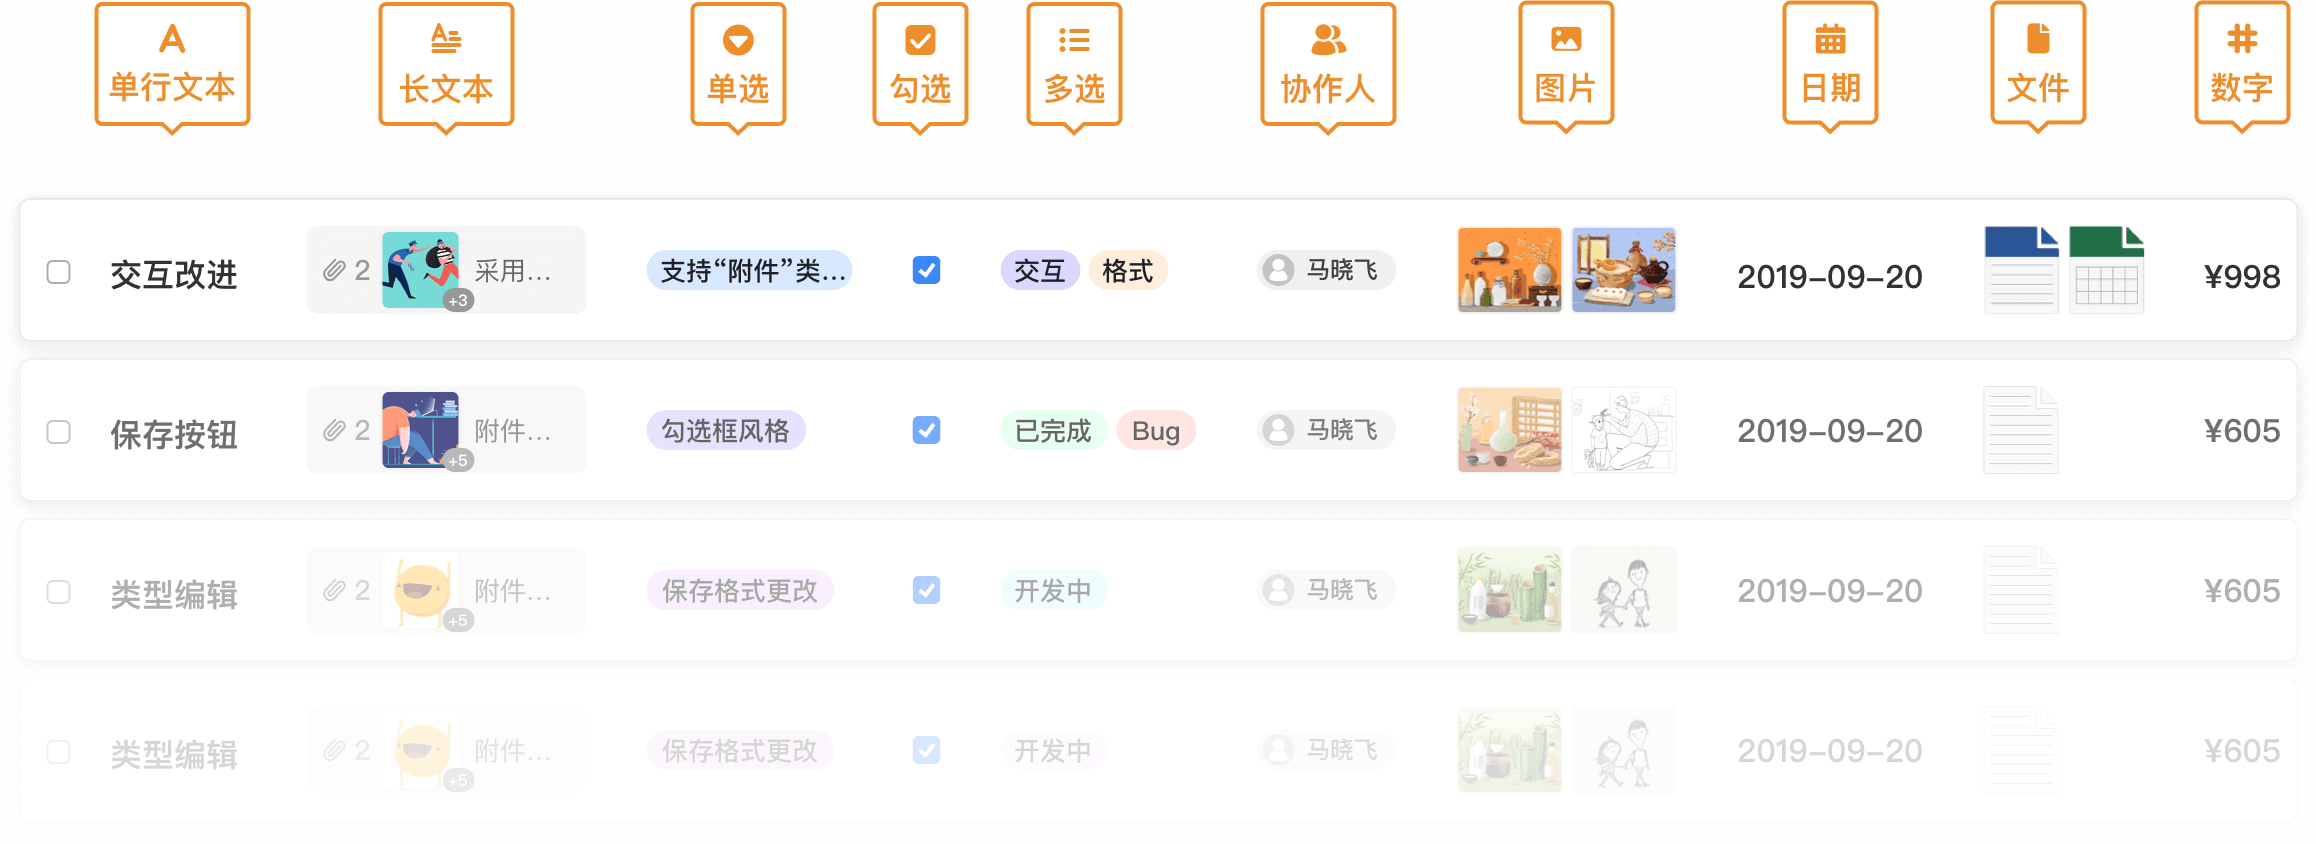 单行文本 长文本 单选 勾选 多选 协作人 图片 日期 文件 数字
交互改进 2 +3 采用... 支持“附件”类... 交互 格式 马晓飞 2019-09-20 ¥998
保存按钮 2 +5 附件... 勾选框风格 已完成 Bug 马晓飞 2019-09-20 ¥605
类型编辑 2 +5 附件... 保存格式更改 开发中 马晓飞 2019-09-20 ¥605
类型编辑 2 +5 附件... 保存格式更改 开发中 马晓飞 2019-09-20 ¥605